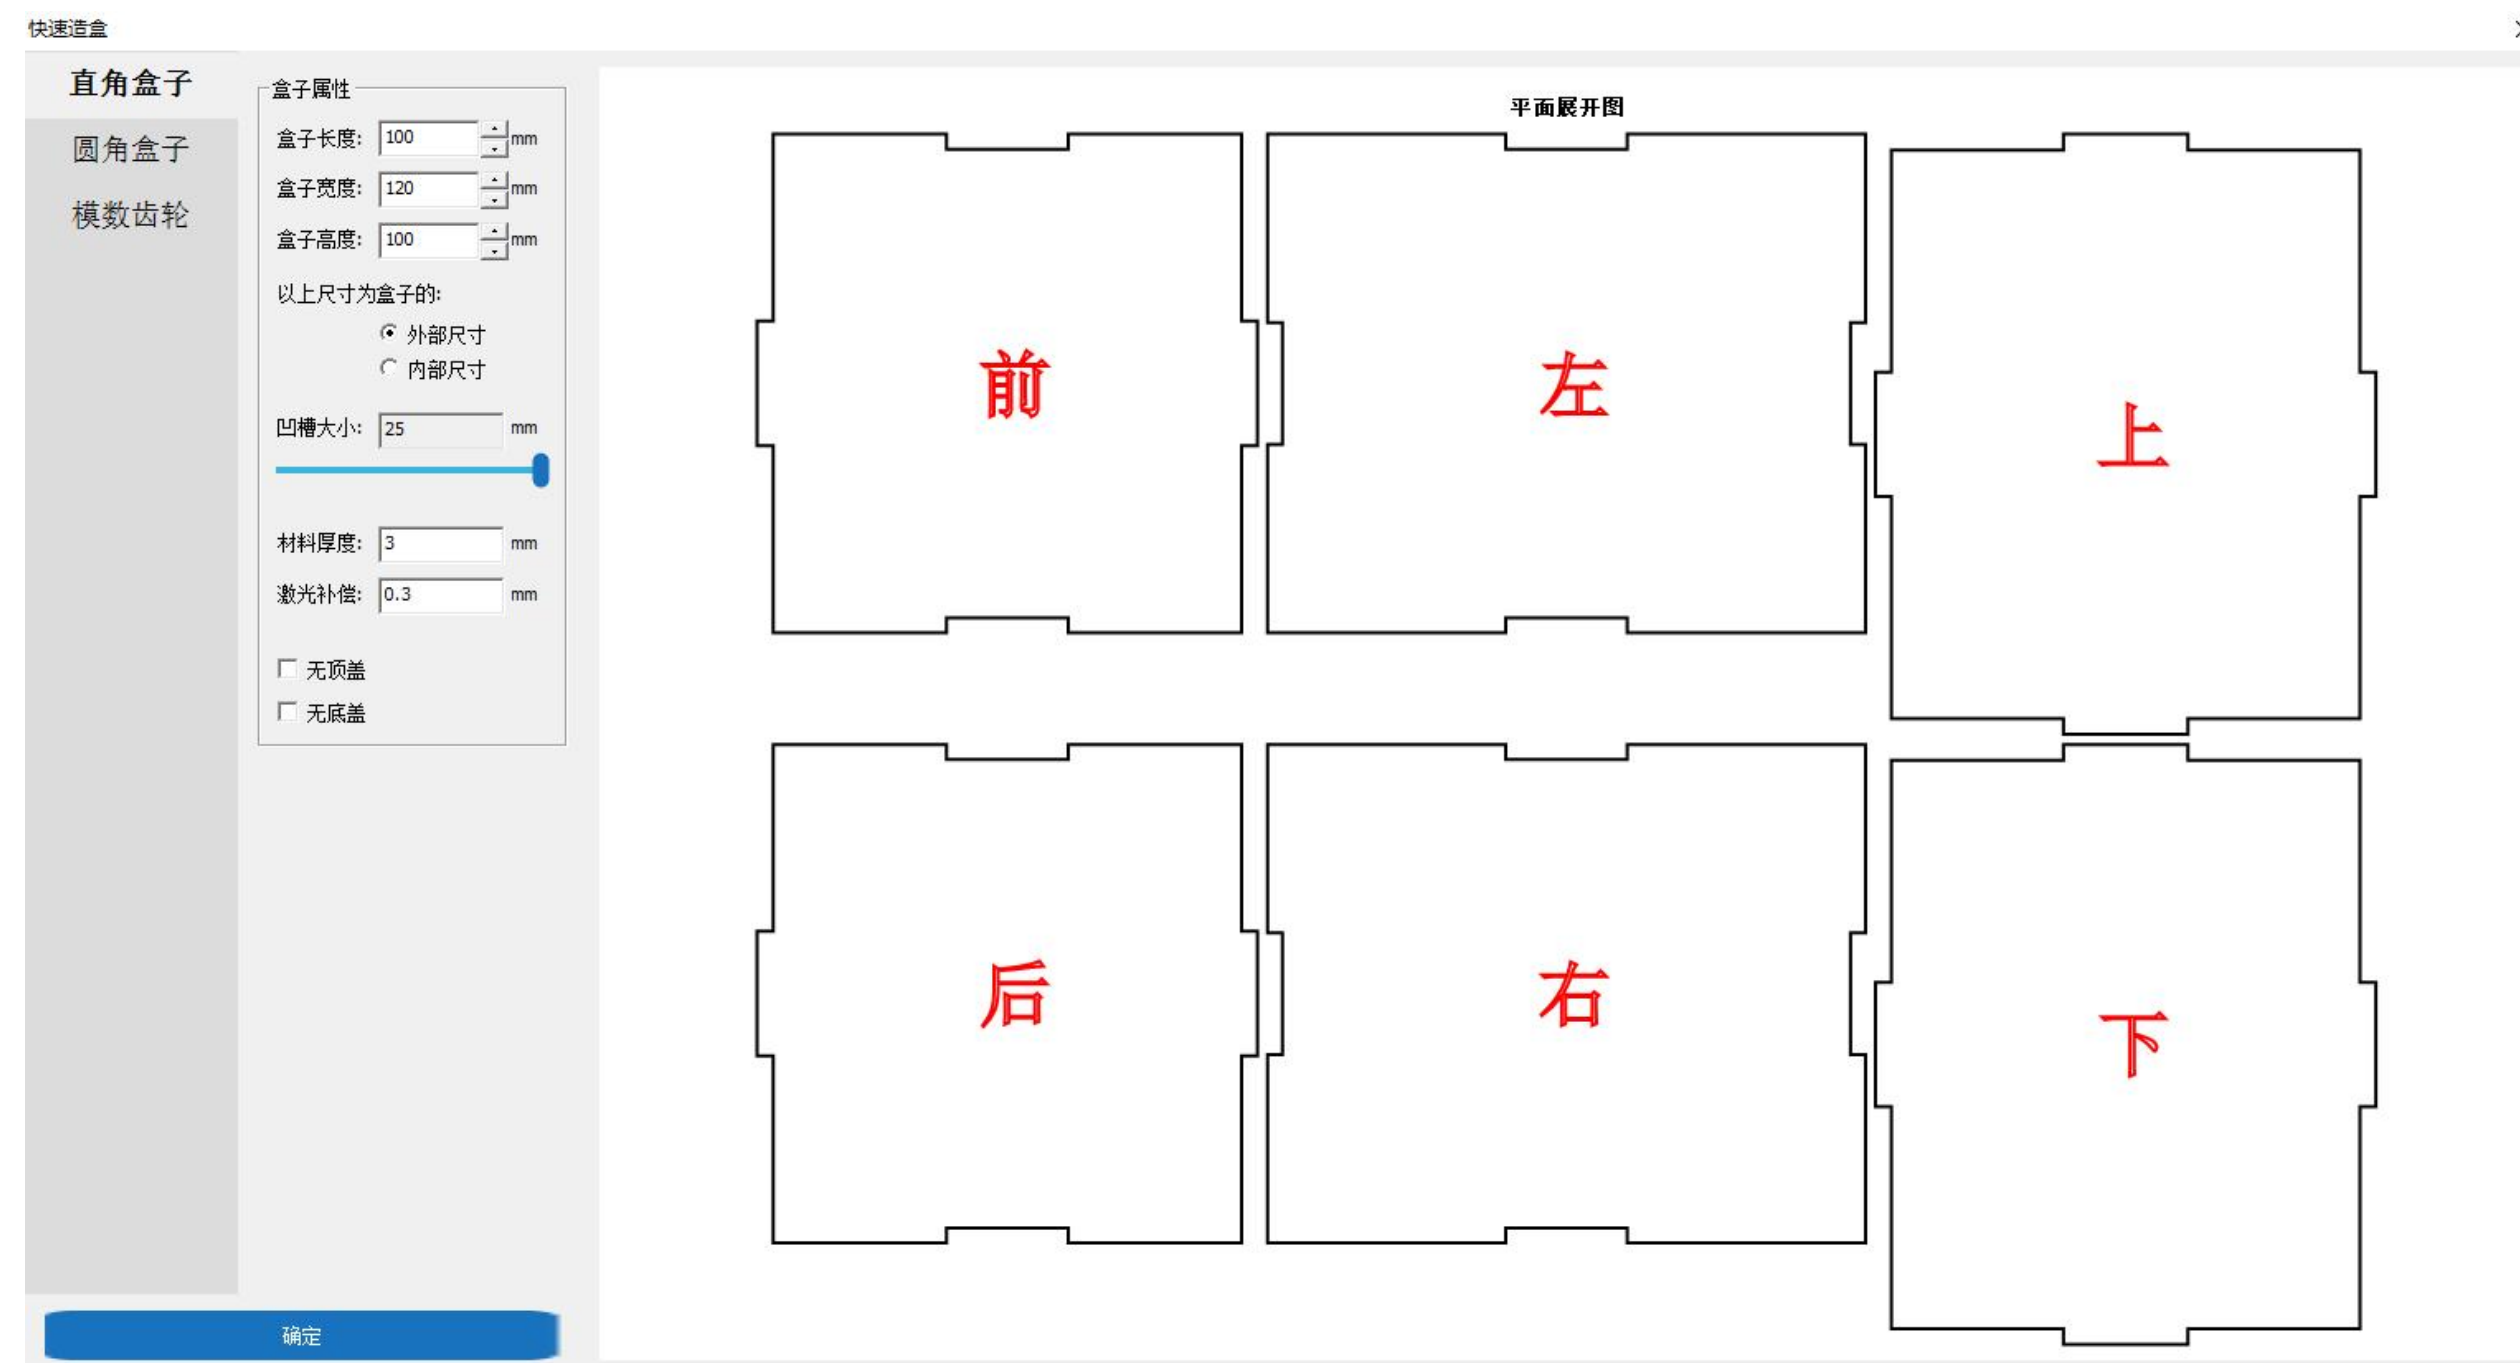 快速造盒
直角盒子
圆角盒子
模数齿轮
盒子属性
盒子长度: 100 mm
盒子宽度: 120 mm
盒子高度: 100 mm
以上尺寸为盒子的:
外部尺寸
内部尺寸
凹槽大小: 25 mm
材料厚度: 3 mm
激光补偿: 0.3 mm
无顶盖
无底盖
确定
平面展开图
前
左
上
后
右
下